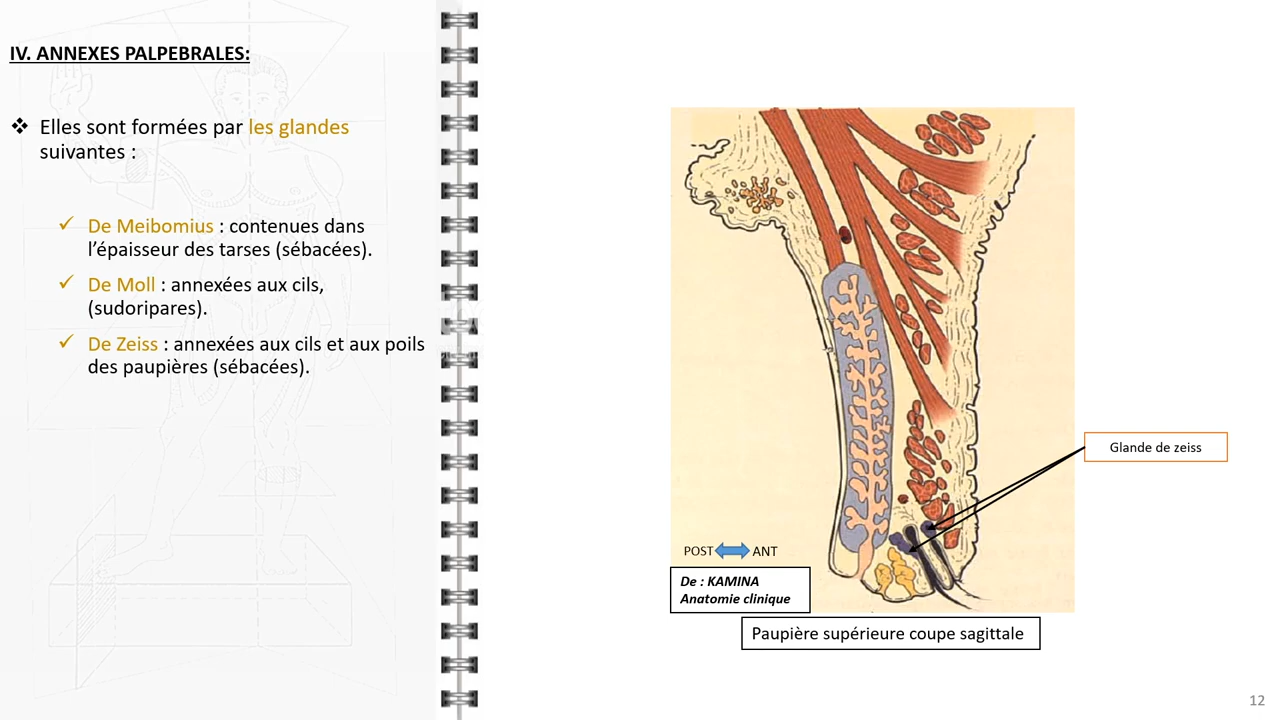 IV. ANNEXES PALPEBRALES:
❖ Elles sont formées par les glandes
suivantes :
✓ De Meibomius : contenues dans
l’épaisseur des tarses (sébacées).
✓ De Moll : annexées aux cils,
(sudoripares).
✓ De Zeiss : annexées aux cils et aux poils
des paupières (sébacées).
Glande de zeiss
POST ANT
De : KAMINA
Anatomie clinique
Paupière supérieure coupe sagittale
12